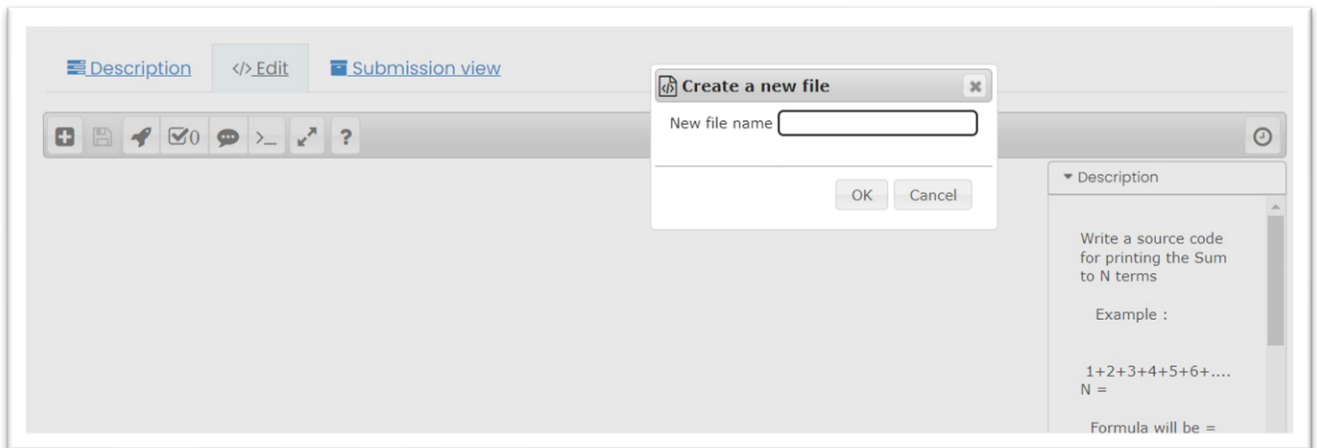 Description </> Edit Submission view
Create a new file
New file name
0 >_ ?
OK Cancel
Description
Write a source code
for printing the Sum
to N terms
Example :
1+2+3+4+5+6+....
N =
Formula will be =